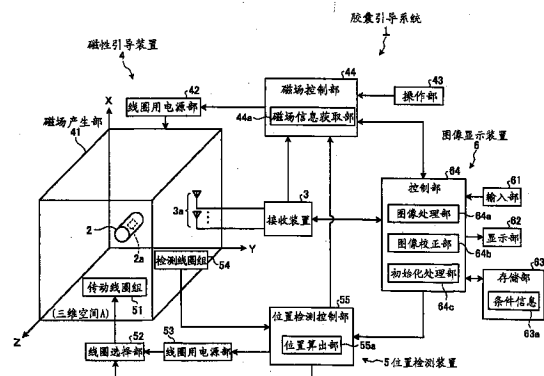 胶囊引导系统
1
磁性引导装置
4
磁场产生部
41
X
42
线圈用电源部
44
磁场控制部
44a
磁场信息获取部
43
操作部
图像显示装置
6
64
控制部
图像处理部
64a
图像校正部
64b
初始化处理部
64c
61
输入部
62
显示部
63
存储部
条件信息
63a
3a
3
接收装置
2
2a
Y
检测线圈组
54
传动线圈组
51
(三维空间A)
Z
52
线圈选择部
53
线圈用电源部
55
位置检测控制部
位置算出部
55a
5 位置检测装置